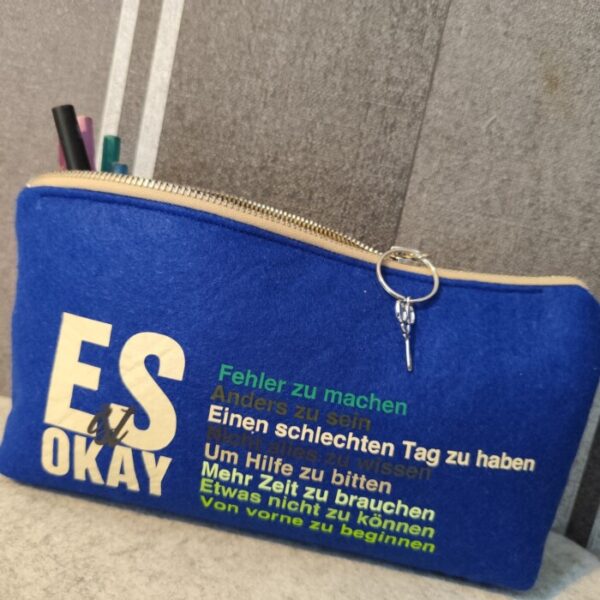 ES
ist
OKAY
Fehler zu machen
Anders zu sein
Einen schlechten Tag zu haben
Nicht alles zu wissen
Um Hilfe zu bitten
Mehr Zeit zu brauchen
Etwas nicht zu können
Von vorne zu beginnen